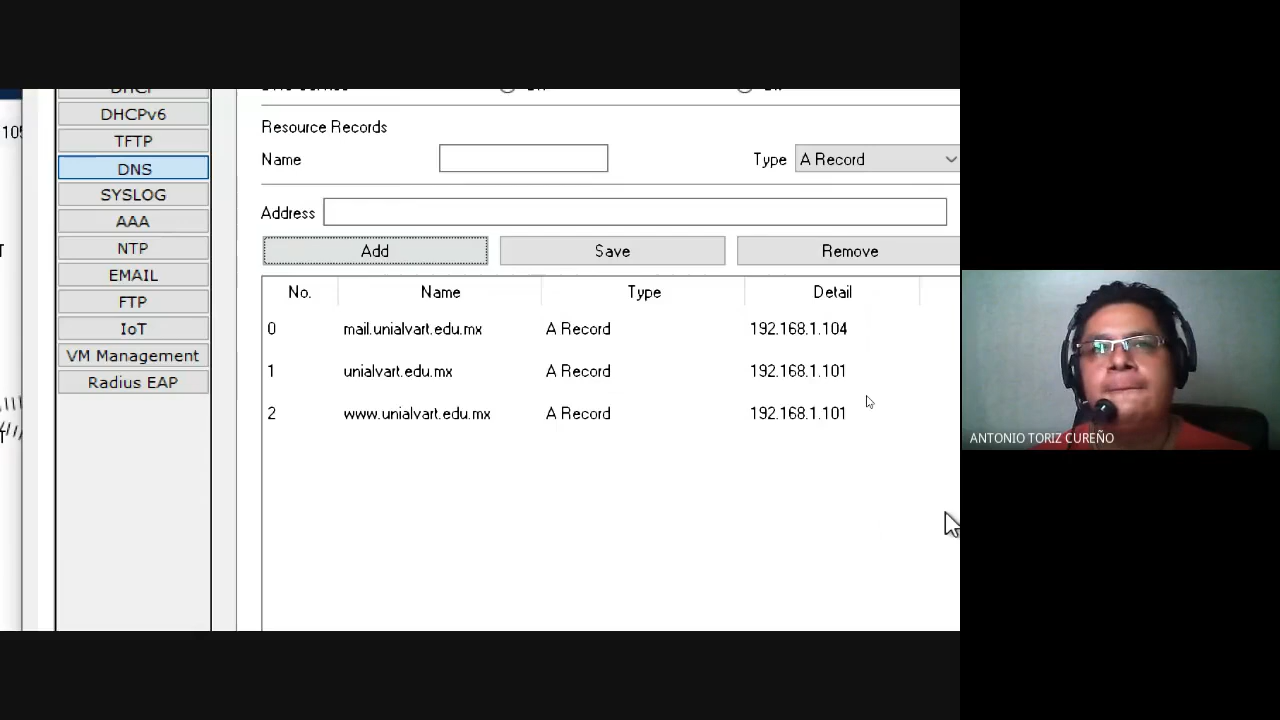 DHCP
DHCPv6
TFTP
DNS
SYSLOG
AAA
NTP
EMAIL
FTP
IoT
VM Management
Radius EAP
105
T
Resource Records
Name
Type A Record
Address
Add Save Remove
No. Name Type Detail
0 mail.unialvart.edu.mx A Record 192.168.1.104
1 unialvart.edu.mx A Record 192.168.1.101
2 www.unialvart.edu.mx A Record 192.168.1.101
ANTONIO TORIZ CUREÑO